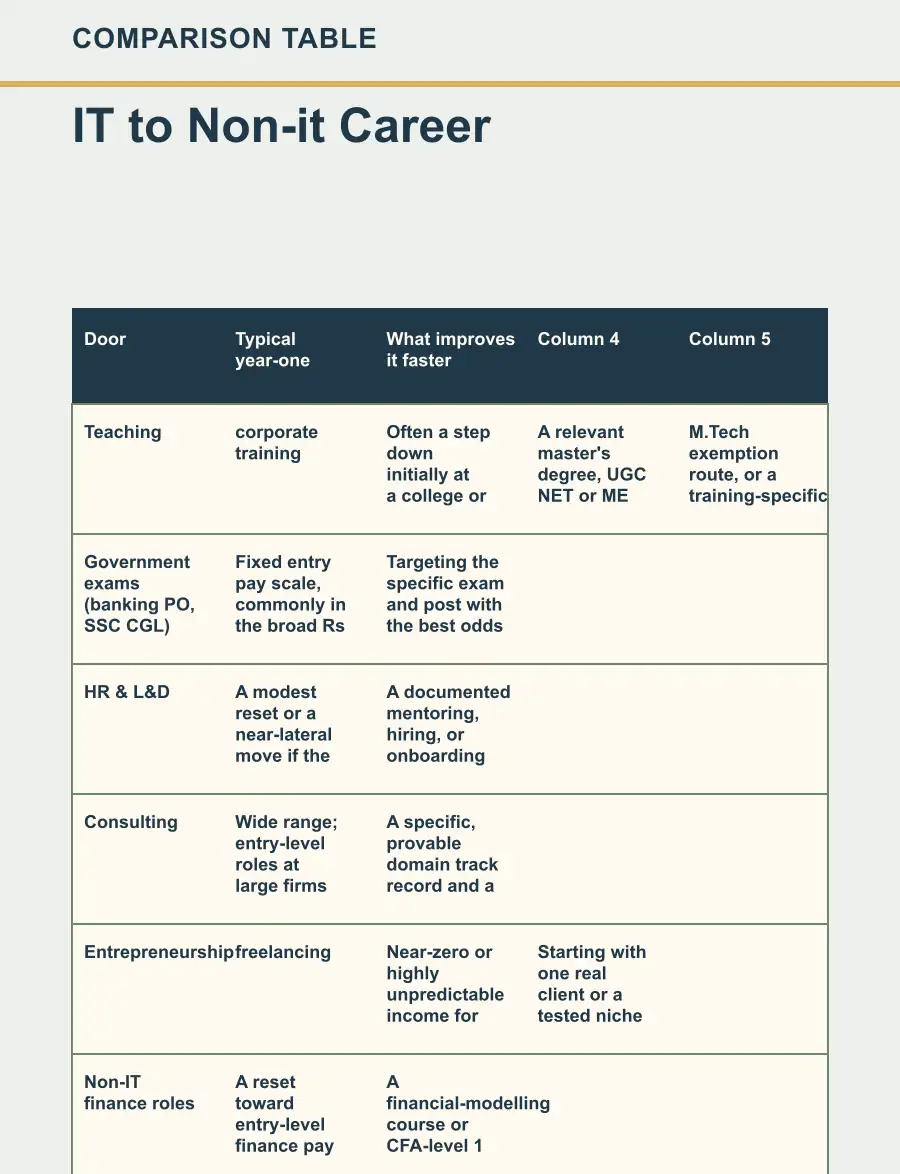 COMPARISON TABLE
IT to Non-it Career
Door
Typical
year-one
What improves
it faster
Column 4
Column 5
Teaching
corporate
training
Often a step
down
initially at
a college or
A relevant
master's
degree, UGC
NET or ME
M.Tech
exemption
route, or a
training-specific
Government
exams
(banking PO,
SSC CGL)
Fixed entry
pay scale,
commonly in
the broad Rs
Targeting the
specific exam
and post with
the best odds
HR & L&D
A modest
reset or a
near-lateral
move if the
A documented
mentoring,
hiring, or
onboarding
Consulting
Wide range;
entry-level
roles at
large firms
A specific,
provable
domain track
record and a
Entrepreneurship
freelancing
Near-zero or
highly
unpredictable
income for
Starting with
one real
client or a
tested niche
Non-IT
finance roles
A reset
toward
entry-level
finance pay
A
financial-modelling
course or
CFA-level 1